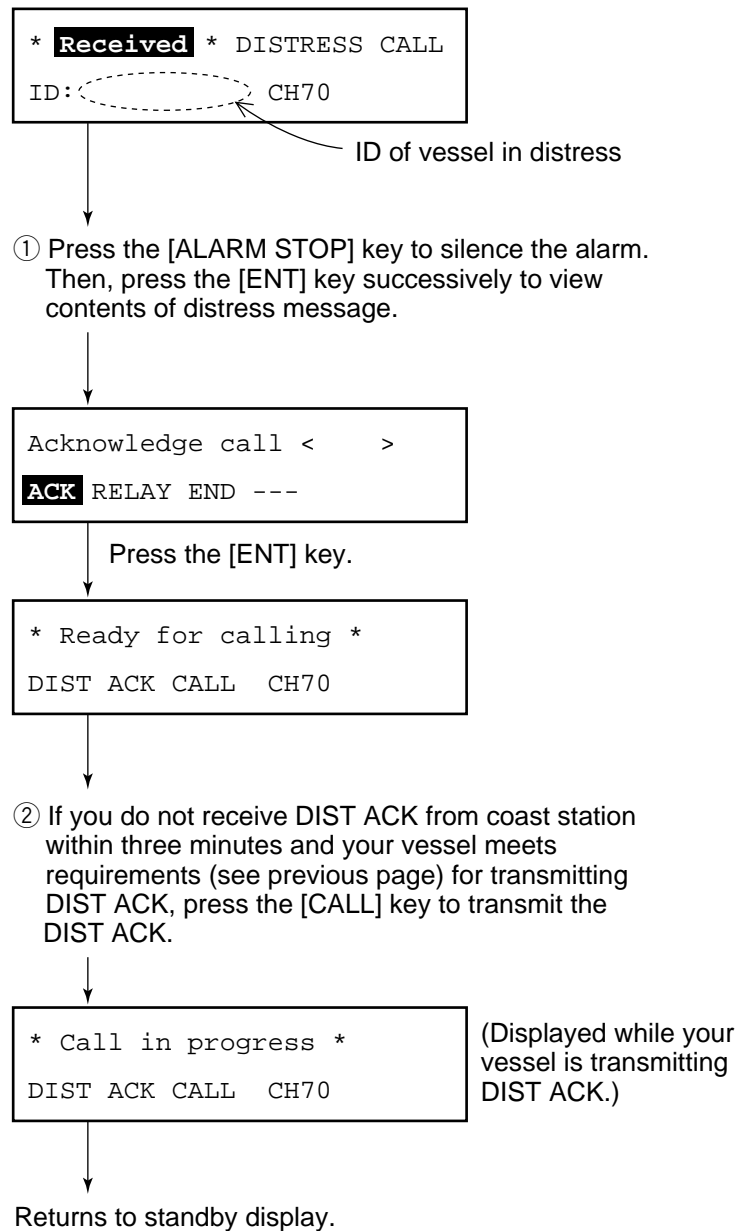 * Received * DISTRESS CALL
ID: CH70
ID of vessel in distress
① Press the [ALARM STOP] key to silence the alarm.
Then, press the [ENT] key successively to view
contents of distress message.
Acknowledge call < >
ACK RELAY END ---
Press the [ENT] key.
* Ready for calling *
DIST ACK CALL CH70
② If you do not receive DIST ACK from coast station
within three minutes and your vessel meets
requirements (see previous page) for transmitting
DIST ACK, press the [CALL] key to transmit the
DIST ACK.
* Call in progress *
DIST ACK CALL CH70
(Displayed while your
vessel is transmitting
DIST ACK.)
Returns to standby display.